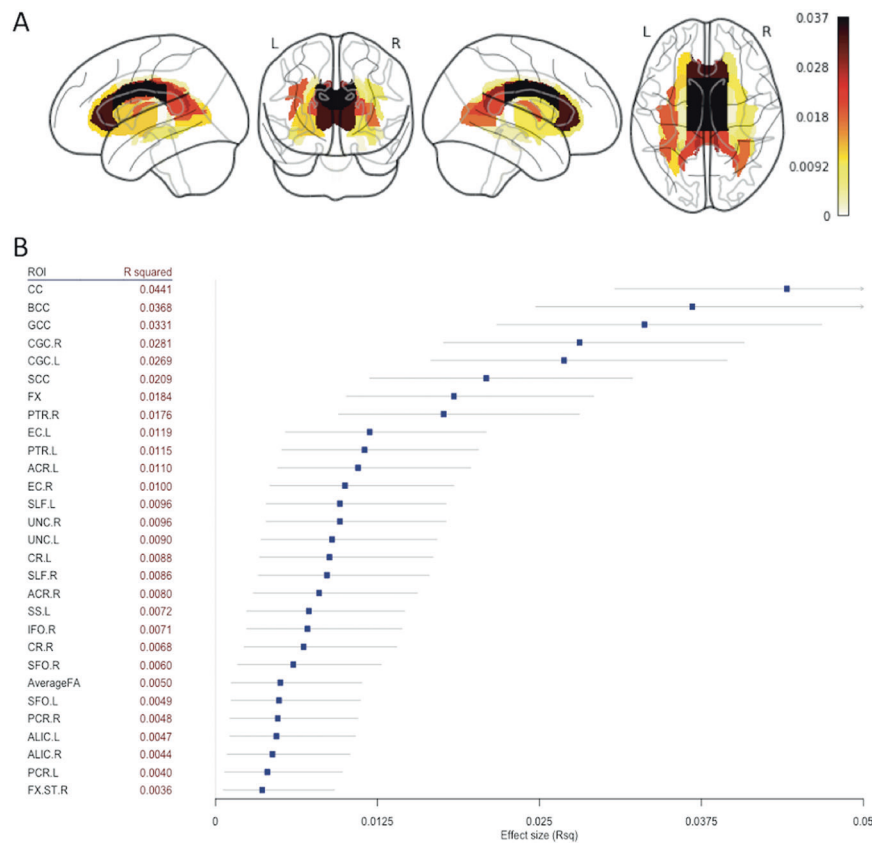 A
L
R
L
R
0.037
0.028
0.018
0.0092
0
B
ROI R squared
CC 0.0441
BCC 0.0368
GCC 0.0331
CGC.R 0.0281
CGC.L 0.0269
SCC 0.0209
FX 0.0184
PTR.R 0.0176
EC.L 0.0119
PTR.L 0.0115
ACR.L 0.0110
EC.R 0.0100
SLF.L 0.0096
UNC.R 0.0096
UNC.L 0.0090
CR.L 0.0088
SLF.R 0.0086
ACR.R 0.0080
SS.L 0.0072
IFO.R 0.0071
CR.R 0.0068
SFO.R 0.0060
AverageFA 0.0050
SFO.L 0.0049
PCR.R 0.0048
ALIC.L 0.0047
ALIC.R 0.0044
PCR.L 0.0040
FX.ST.R 0.0036
0 0.0125 0.025 0.0375 0.05
Effect size (Rsq)